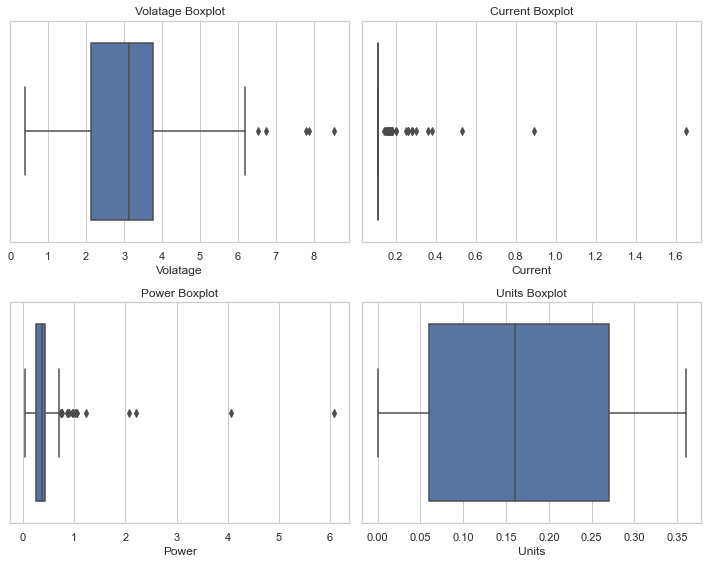 Volatage Boxplot
0 1 2 3 4 5 6 7 8
Volatage
Current Boxplot
0.2 0.4 0.6 0.8 1.0 1.2 1.4 1.6
Current
Power Boxplot
0 1 2 3 4 5 6
Power
Units Boxplot
0.00 0.05 0.10 0.15 0.20 0.25 0.30 0.35
Units